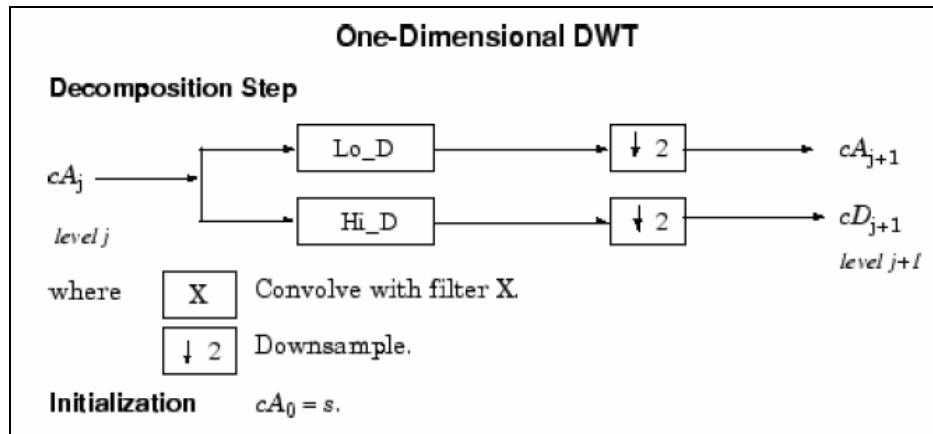 One-Dimensional DWT
Decomposition Step
Lo_D ↓ 2 cA_{j+1}
cA_j
Hi_D ↓ 2 cD_{j+1}
level j
level j+1
where X Convolve with filter X.
↓ 2 Downsample.
Initialization cA_0 = s.